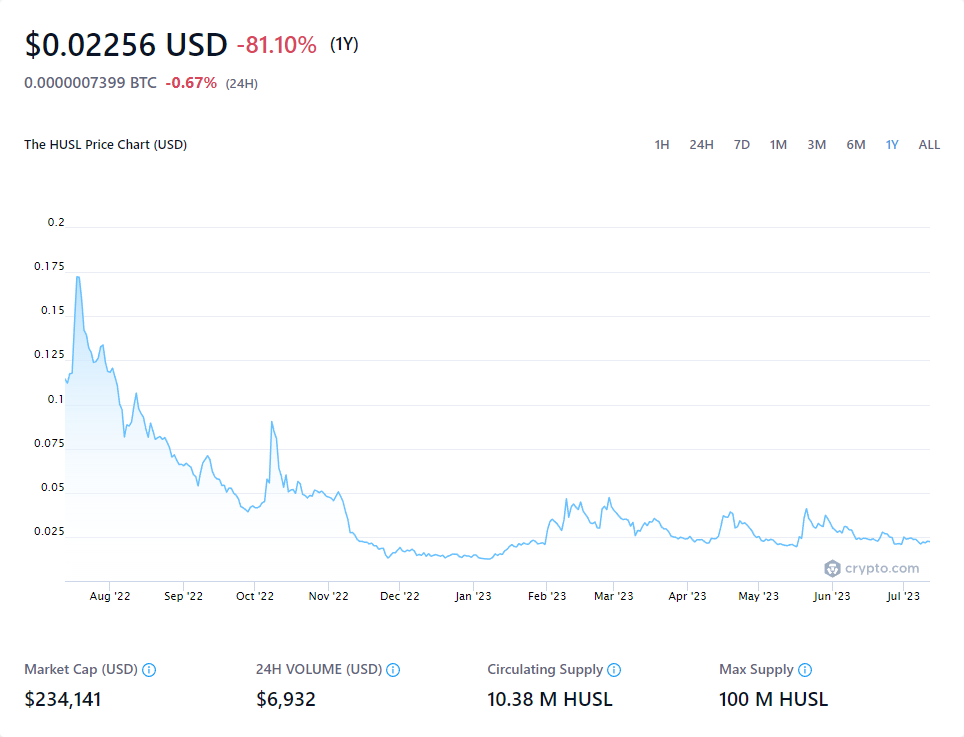 $0.02256 USD -81.10% (1Y)
0.0000007399 BTC -0.67% (24H)
The HUSL Price Chart (USD) 1H 24H 7D 1M 3M 6M 1Y ALL
0.2
0.175
0.15
0.125
0.1
0.075
0.05
0.025
crypto.com
Aug '22 Sep '22 Oct '22 Nov '22 Dec '22 Jan '23 Feb '23 Mar '23 Apr '23 May '23 Jun '23 Jul '23
Market Cap (USD) 24H VOLUME (USD) Circulating Supply Max Supply
$234,141 $6,932 10.38 M HUSL 100 M HUSL